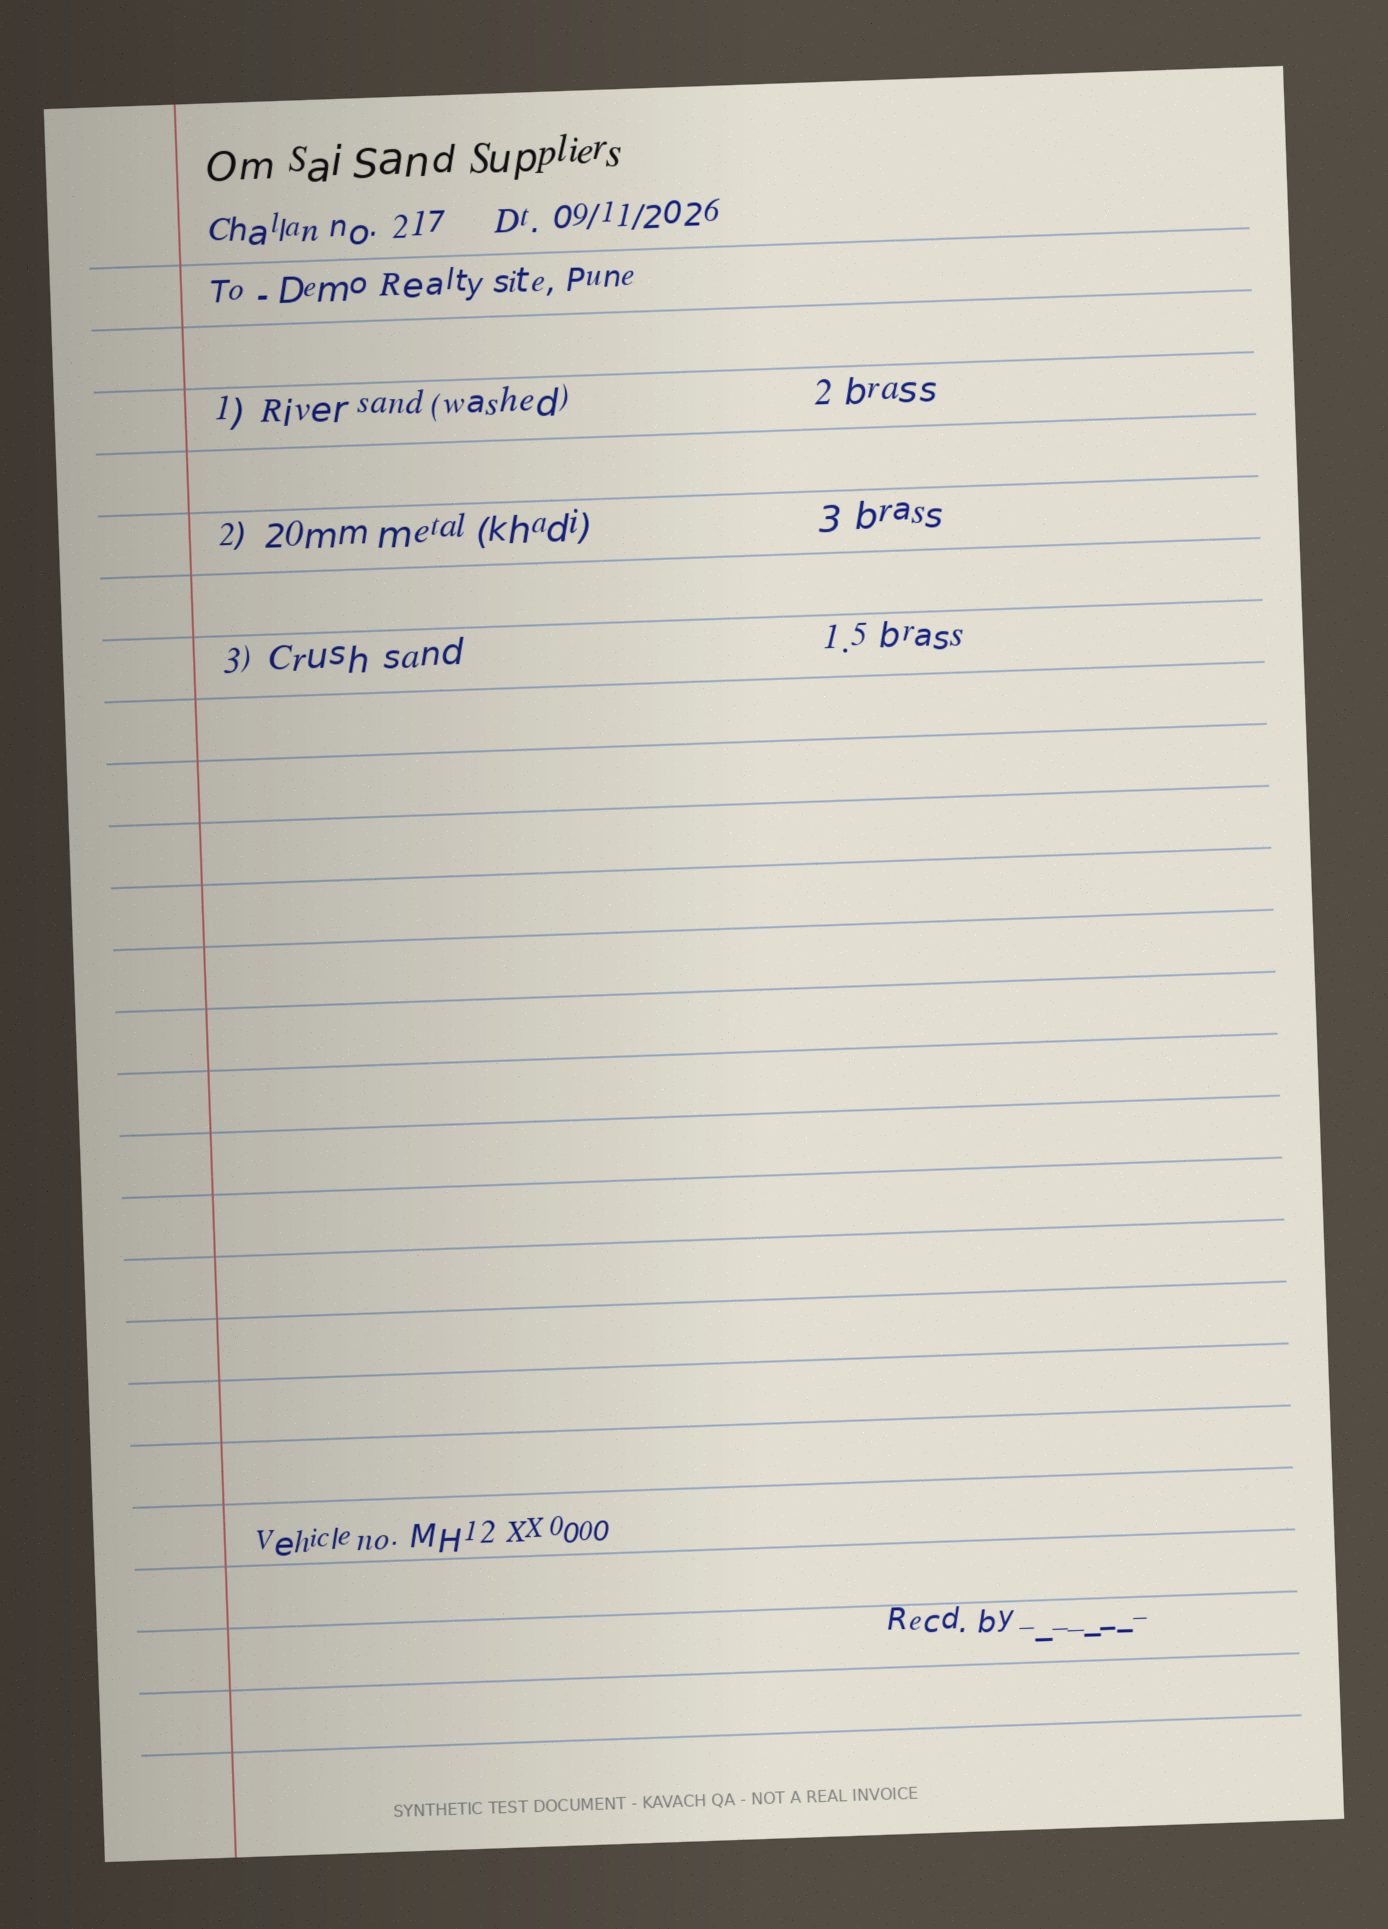 Om Sai Sand Suppliers
Challan no. 217 Dt. 09/11/2026
To - Demo Realty site, Pune
1) River sand (washed) 2 brass
2) 20mm metal (khadi) 3 brass
3) Crush sand 1.5 brass
Vehicle no. MH12 XX 0000
Recd. by _________
SYNTHETIC TEST DOCUMENT - KAVACH QA - NOT A REAL INVOICE